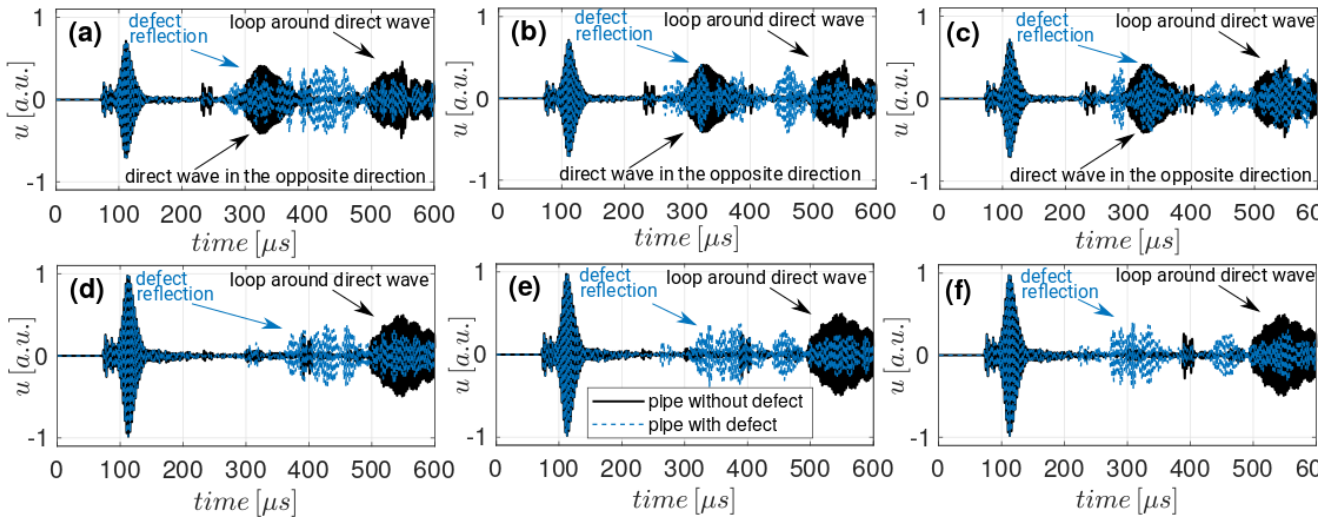 (a)
defect
reflection
loop around direct wave
direct wave in the opposite direction
1
0
-1
u [a.u.]
0 100 200 300 400 500 600
time [μs]
(b)
defect
reflection
loop around direct wave
direct wave in the opposite direction
1
0
-1
u [a.u.]
0 100 200 300 400 500 600
time [μs]
(c)
defect
reflection
loop around direct wave
direct wave in the opposite direction
1
0
-1
u [a.u.]
0 100 200 300 400 500 600
time [μs]
(d)
defect
reflection
loop around direct wave
1
0
-1
u [a.u.]
0 100 200 300 400 500 600
time [μs]
(e)
defect
reflection
loop around direct wave
pipe without defect
pipe with defect
1
0
-1
u [a.u.]
0 100 200 300 400 500 600
time [μs]
(f)
defect
reflection
loop around direct wave
1
0
-1
u [a.u.]
0 100 200 300 400 500 600
time [μs]